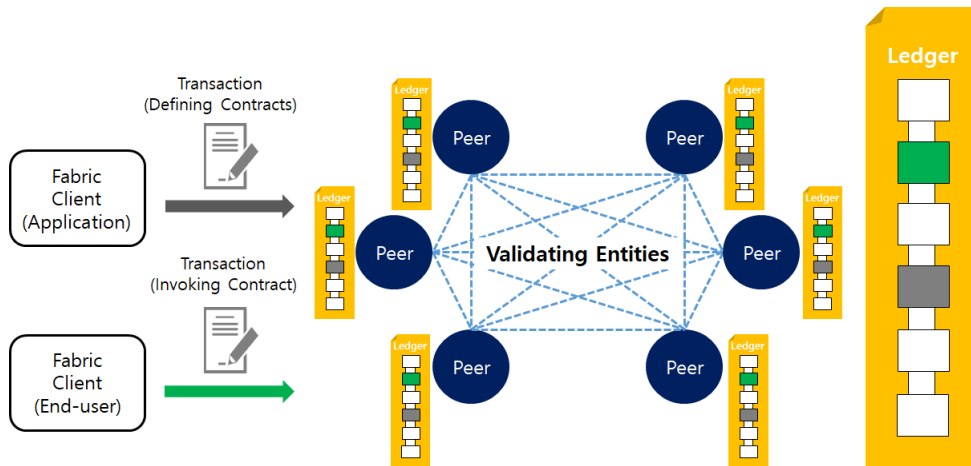 Transaction
(Defining Contracts)
Fabric
Client
(Application)
Transaction
(Invoking Contract)
Fabric
Client
(End-user)
Ledger
Peer
Ledger
Peer
Ledger
Peer
Validating Entities
Ledger
Peer
Ledger
Peer
Ledger
Peer
Ledger